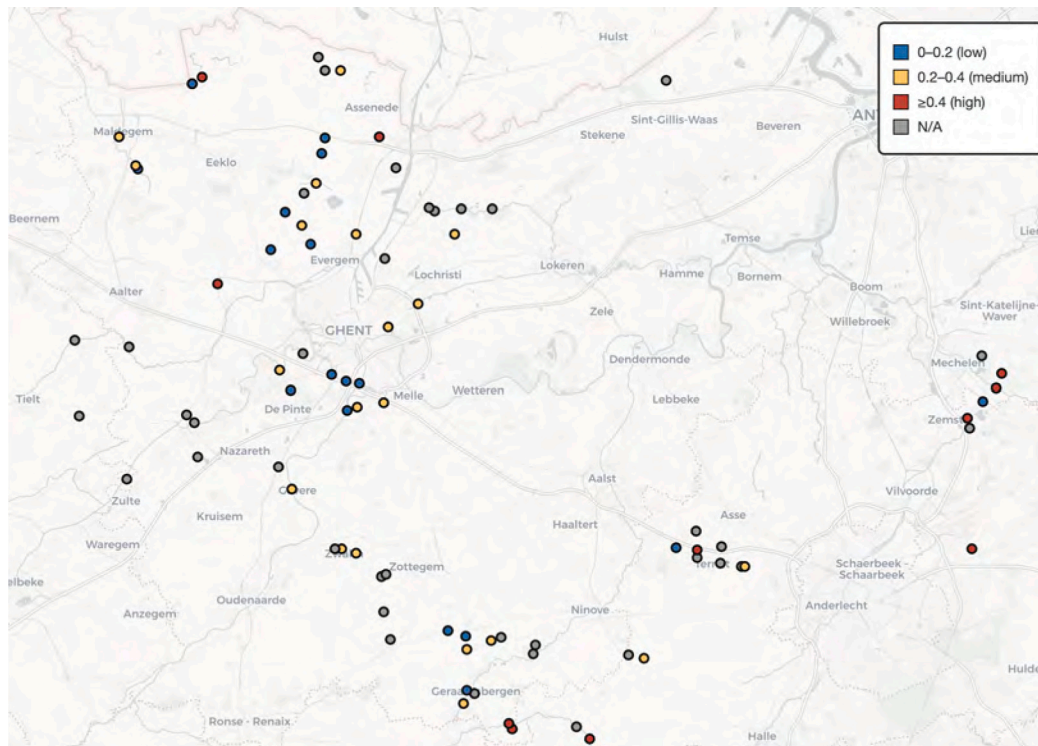 Hulst
0–0.2 (low)
0.2–0.4 (medium)
≥0.4 (high)
N/A
Assenede
Sint-Gillis-Waas
Beveren
Stekene
Maldegem
Eeklo
Beernem
Temse
Evergem
Lochristi
Lokeren
Hamme
Bornem
Boom
Aalter
Zele
Sint-Katelijne-
Waver
Willebroek
GHENT
Dendermonde
Mechelen
Wetteren
Melle
Lebbeke
Tielt
De Pinte
Nazareth
Aalst
Zulte
Vilvoorde
Kruisem
Haaltert
Asse
Waregem
Zottegem
Schaerbeek -
Schaarbeek
Oudenaarde
Anzegem
Ninove
Anderlecht
Ronse - Renaix
Halle